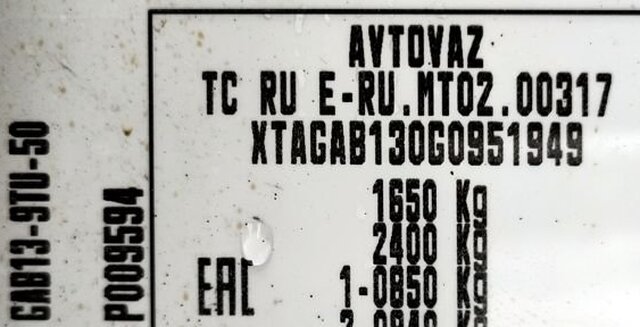 AVTOVAZ
TC RU E-RU.MT02.00317
XTAGAB130G0951949
1650 Kg
2400 Kg
1-0850 Kg
EAC
GAB13-9TU-50
P009594